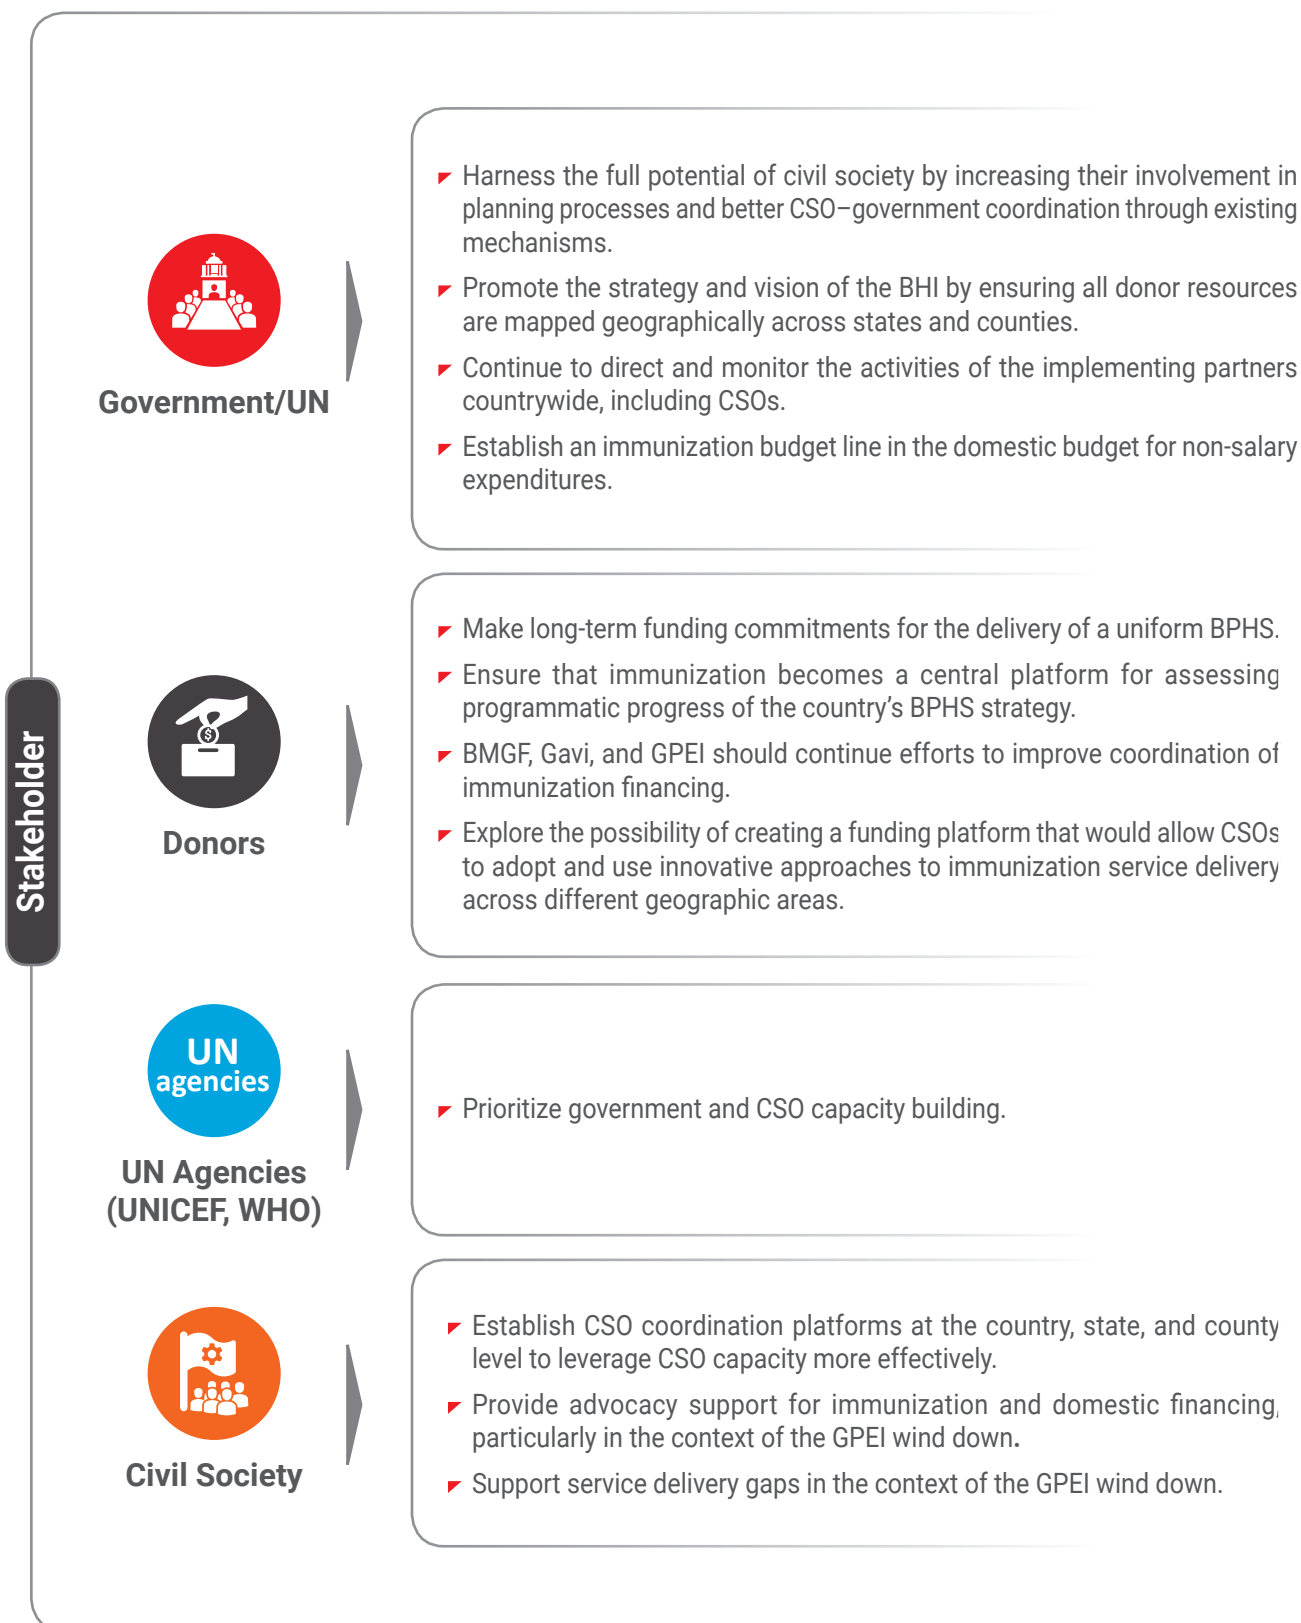 Stakeholder
Government/UN
Harness the full potential of civil society by increasing their involvement in
planning processes and better CSO–government coordination through existing
mechanisms.
Promote the strategy and vision of the BHI by ensuring all donor resources
are mapped geographically across states and counties.
Continue to direct and monitor the activities of the implementing partners
countrywide, including CSOs.
Establish an immunization budget line in the domestic budget for non-salary
expenditures.
$
Donors
Make long-term funding commitments for the delivery of a uniform BPHS.
Ensure that immunization becomes a central platform for assessing
programmatic progress of the country’s BPHS strategy.
BMGF, Gavi, and GPEI should continue efforts to improve coordination of
immunization financing.
Explore the possibility of creating a funding platform that would allow CSOs
to adopt and use innovative approaches to immunization service delivery
across different geographic areas.
UN
agencies
UN Agencies
(UNICEF, WHO)
Prioritize government and CSO capacity building.
Civil Society
Establish CSO coordination platforms at the country, state, and county
level to leverage CSO capacity more effectively.
Provide advocacy support for immunization and domestic financing,
particularly in the context of the GPEI wind down.
Support service delivery gaps in the context of the GPEI wind down.